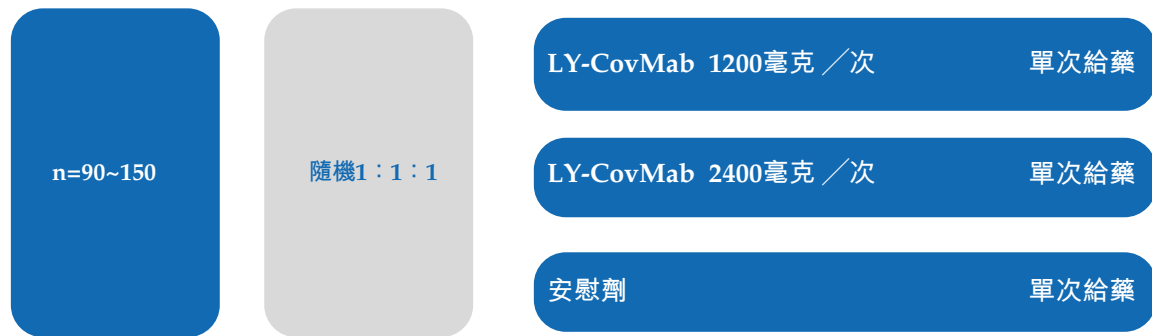 n=90~150
隨機1：1：1
LY-CovMab 1200毫克╱次 單次給藥
LY-CovMab 2400毫克╱次 單次給藥
安慰劑 單次給藥